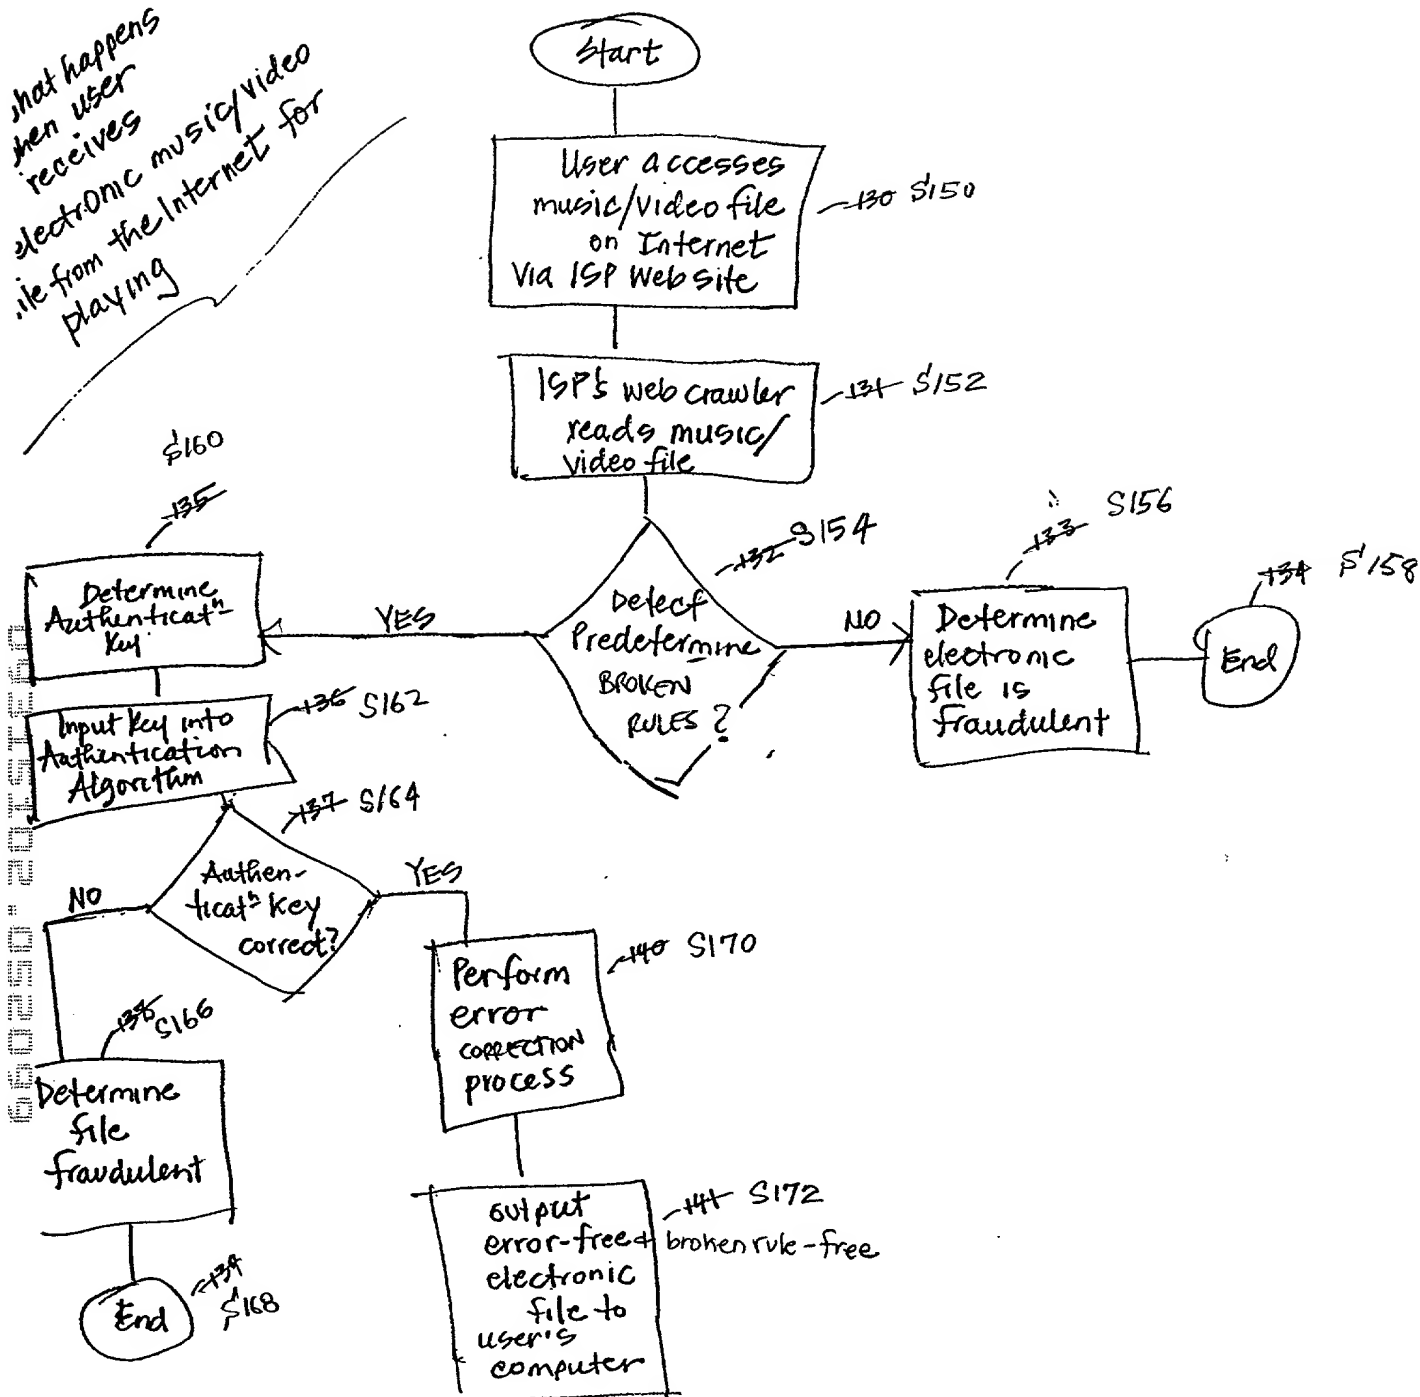 Start
.hat happens
.hen user
receives
.lectronic music/video
.ile from the Internet for
playing
User accesses
music/video file
on Internet
Via ISP Web Site
130 S150
ISP's web crawler
reads music/
video file
131 S152
S160
135
Determine
Authenticatn
Key
YES
Detect
Predetermine
BROKEN
RULES?
132 S154
NO
S156
133
Determine
electronic
file is
fraudulent
134 S158
End
Input key into
Authentication
Algorithm
136 S162
137 S164
Authen-
ticatn Key
correct?
NO
YES
S166
Determine
file
fraudulent
139
S168
End
140 S170
Perform
error
CORRECTION
process
141 S172
output
error-free + broken rule-free
electronic
file to
user's
computer